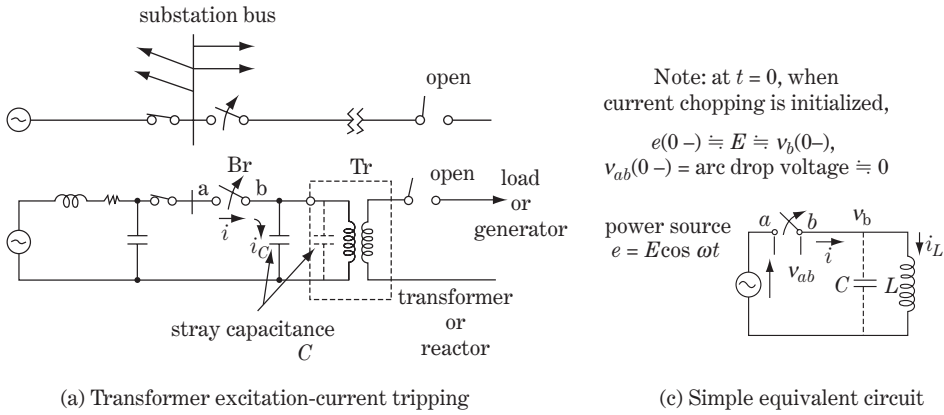 substation bus
open
Br
a
b
i
i_C
Tr
open
load
or
generator
transformer
or
reactor
stray capacitance
C
(a) Transformer excitation-current tripping
Note: at t = 0, when
current chopping is initialized,
e(0 –) ≒ E ≒ v_b(0–),
v_ab(0 –) = arc drop voltage ≒ 0
power source
e = Ecos ωt
a
b
v_b
i
i_L
v_ab
C
L
(c) Simple equivalent circuit